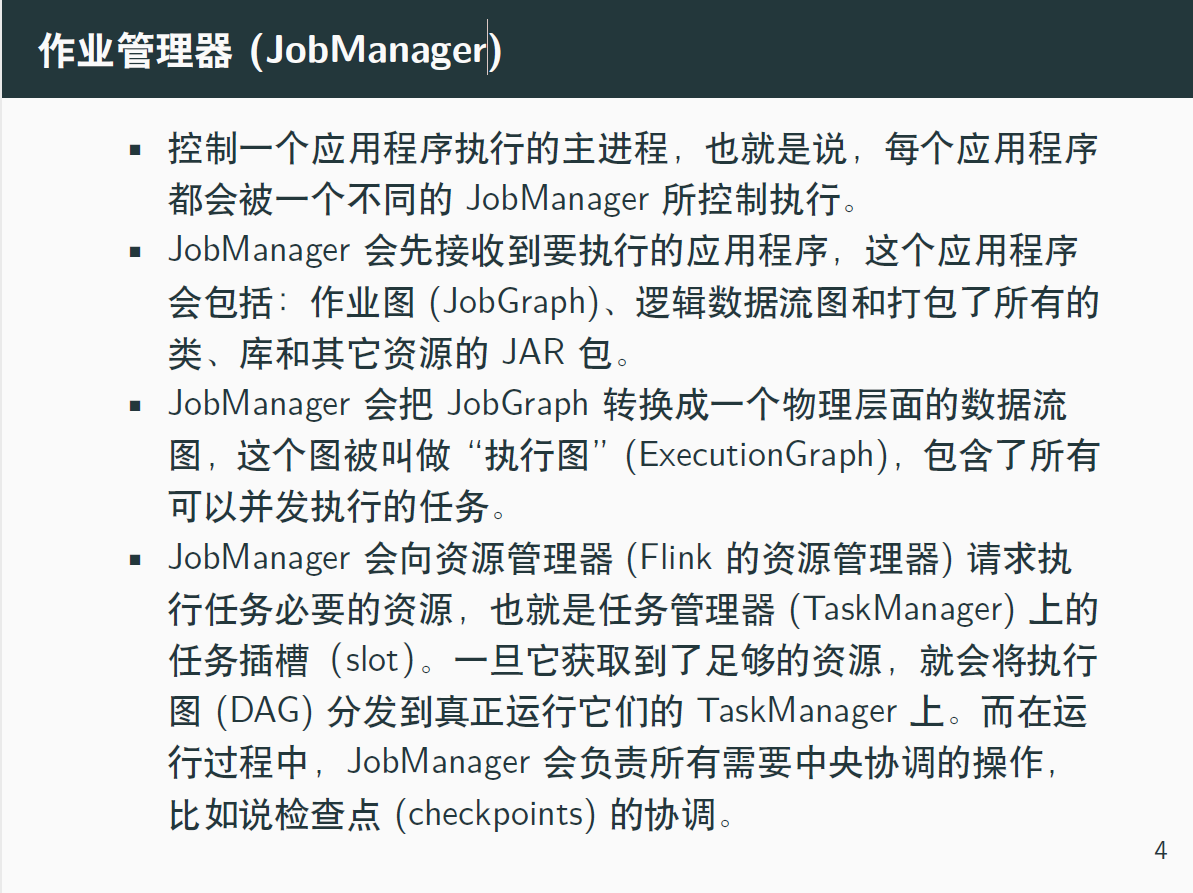 作业管理器 (JobManager)
▪ 控制一个应用程序执行的主进程，也就是说，每个应用程序
都会被一个不同的 JobManager 所控制执行。
▪ JobManager 会先接收到要执行的应用程序，这个应用程序
会包括：作业图 (JobGraph)、逻辑数据流图和打包了所有的
类、库和其它资源的 JAR 包。
▪ JobManager 会把 JobGraph 转换成一个物理层面的数据流
图，这个图被叫做 “执行图” (ExecutionGraph)，包含了所有
可以并发执行的任务。
▪ JobManager 会向资源管理器 (Flink 的资源管理器) 请求执
行任务必要的资源，也就是任务管理器 (TaskManager) 上的
任务插槽（slot）。一旦它获取到了足够的资源，就会将执行
图 (DAG) 分发到真正运行它们的 TaskManager 上。而在运
行过程中，JobManager 会负责所有需要中央协调的操作，
比如说检查点 (checkpoints) 的协调。
4